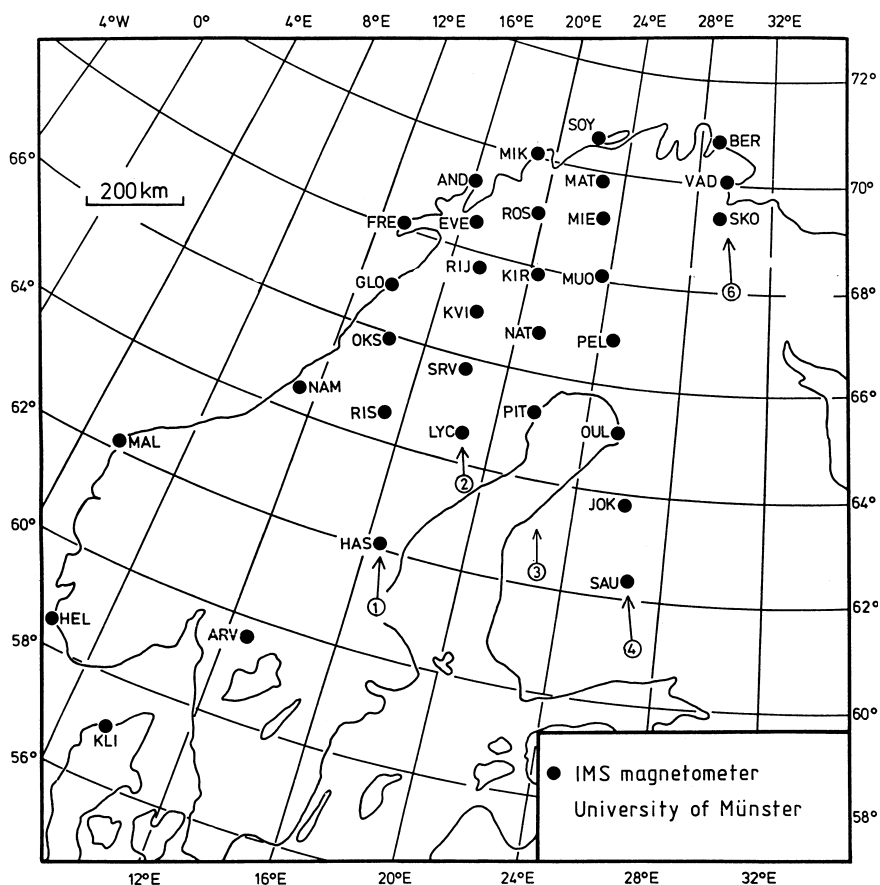 4°W 0° 4°E 8°E 12°E 16°E 20°E 24°E 28°E 32°E
72°
SOY
BER
MIK
66°
AND MAT VAD 70°
200km
FRE EVE ROS MIE SKO
RIJ KIR MUO
64° GLO 6 68°
KVI
OKS NAT PEL
SRV
NAM 66°
62° RIS PIT
MAL LYC OUL
2
JOK 64°
60°
HAS
3 SAU
1 62°
HEL
58° ARV 4
60°
KLI
56°
IMS magnetometer
University of Münster
58°
12°E 16°E 20°E 24°E 28°E 32°E